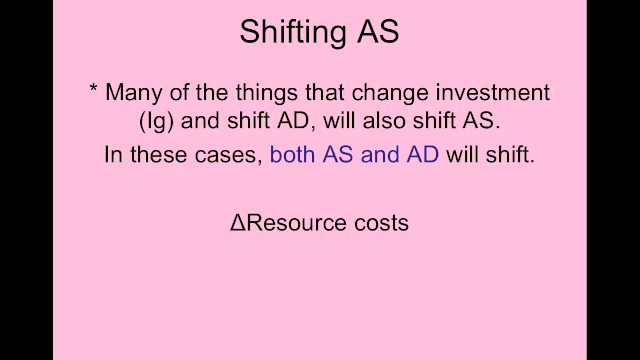 Shifting AS
* Many of the things that change investment
(Ig) and shift AD, will also shift AS.
In these cases, both AS and AD will shift.
ΔResource costs